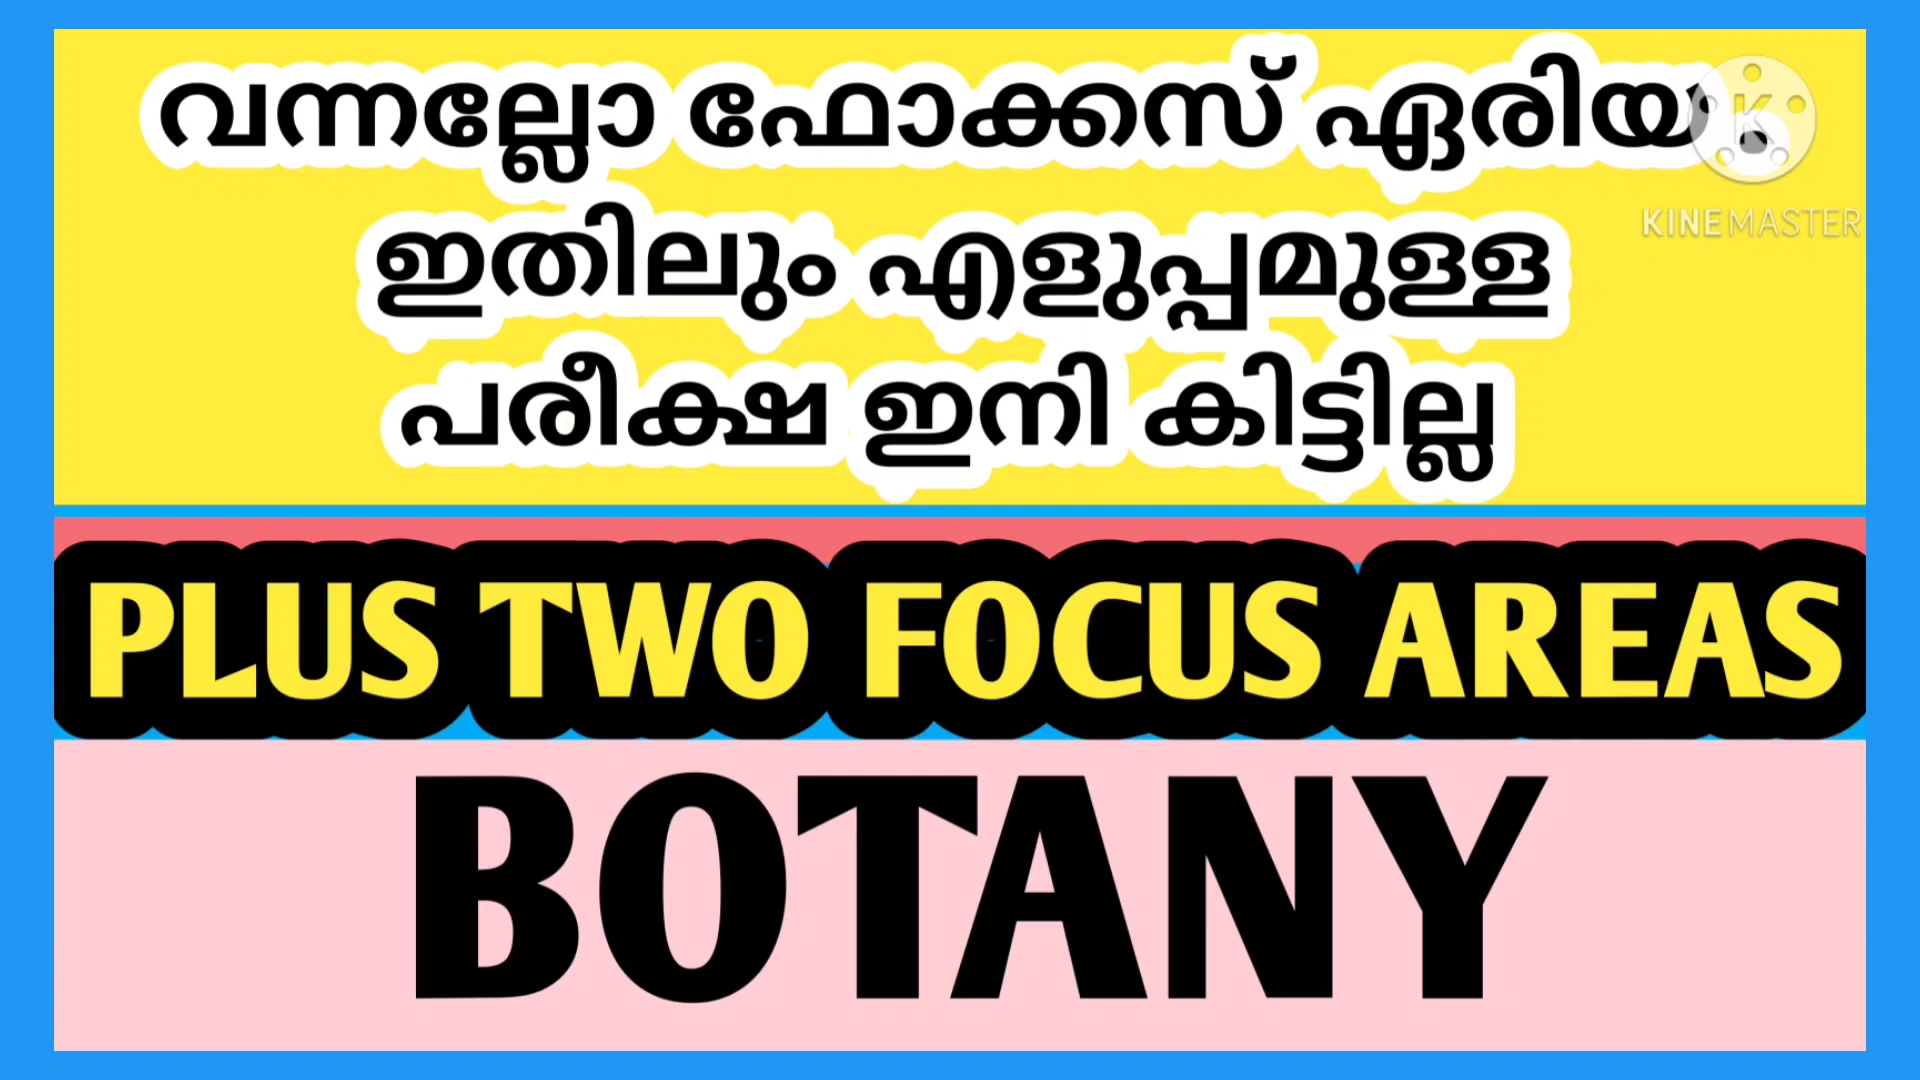 വന്നല്ലോ ഫോക്കസ് ഏരിയ
ഇതിലും എളുപ്പമുള്ള
പരീക്ഷ ഇനി കിട്ടില്ല
KINEMASTER
PLUS TWO FOCUS AREAS
BOTANY